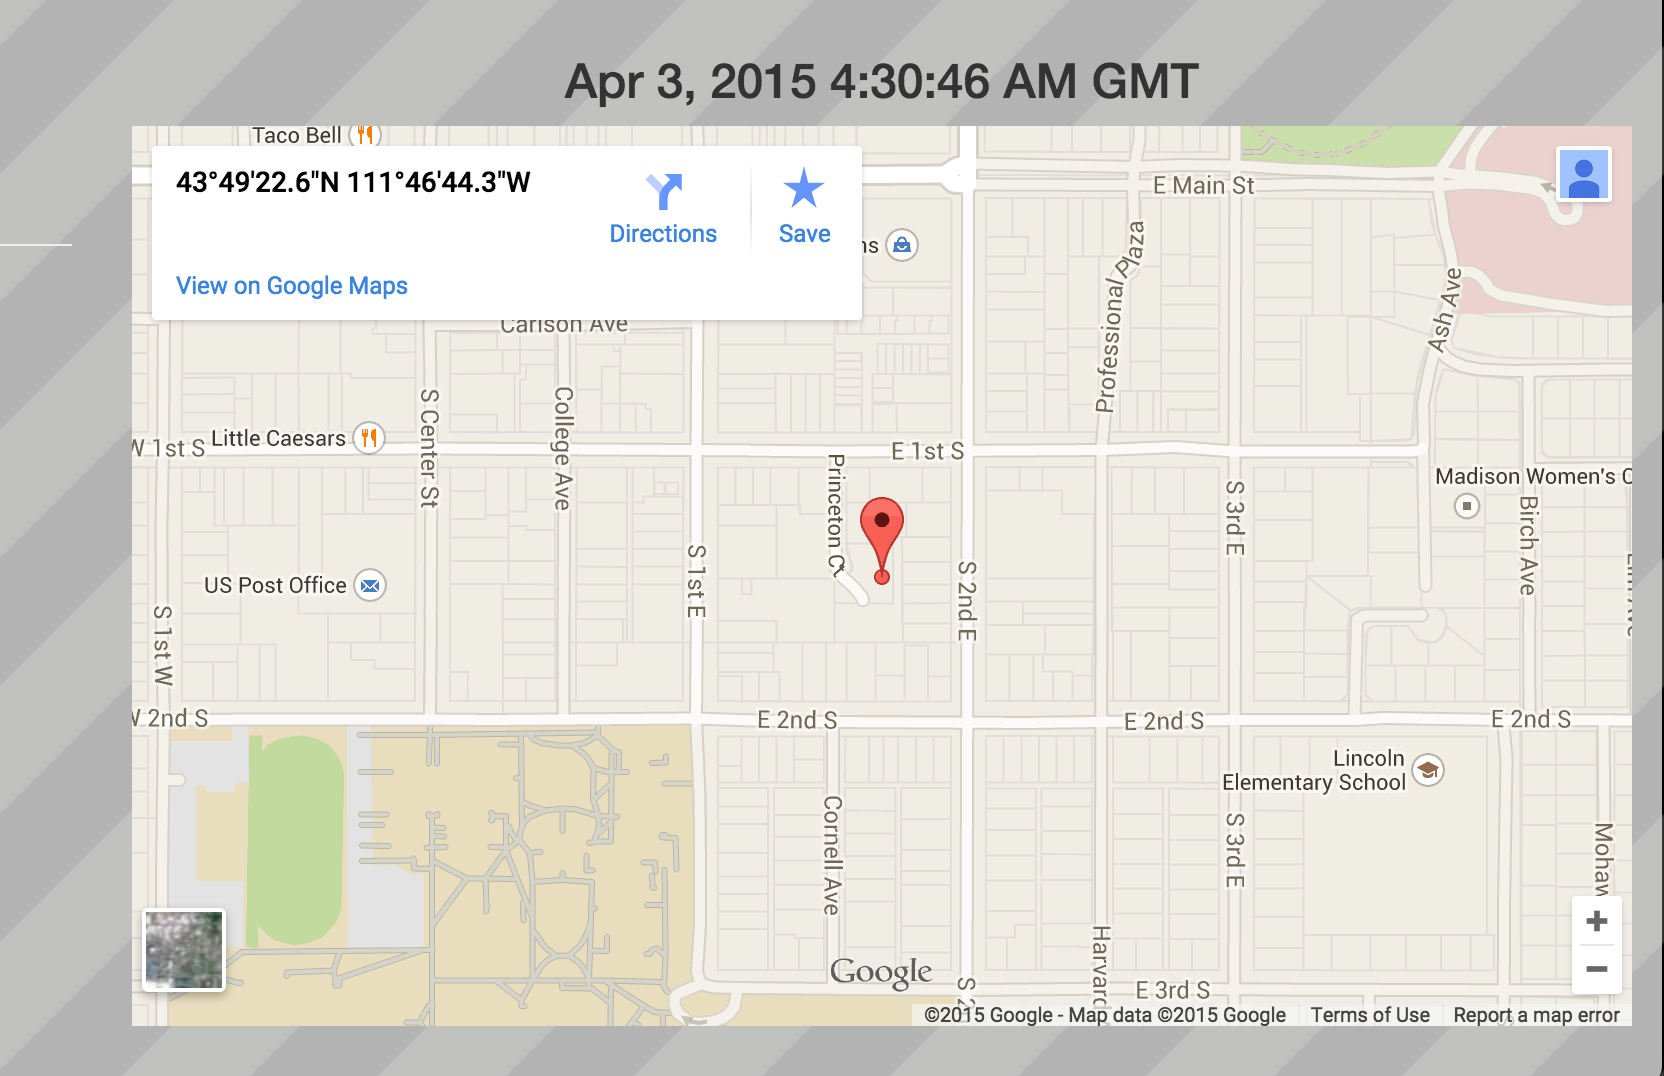 Apr 3, 2015 4:30:46 AM GMT
Taco Bell
43°49'22.6"N 111°46'44.3"W
Directions
Save
View on Google Maps
E Main St
Professional Plaza
Ash Ave
Carlson Ave
S Center St
College Ave
Little Caesars
W 1st S
E 1st S
Princeton Ct
Madison Women's C
S 3rd E
Birch Ave
US Post Office
S 1st E
S 2nd E
S 1st W
W 2nd S
E 2nd S
E 2nd S
E 2nd S
Lincoln
Elementary School
Cornell Ave
S 3rd E
Mohaw
Harvard
Google
S 2
E 3rd S
+
−
©2015 Google - Map data ©2015 Google
Terms of Use
Report a map error